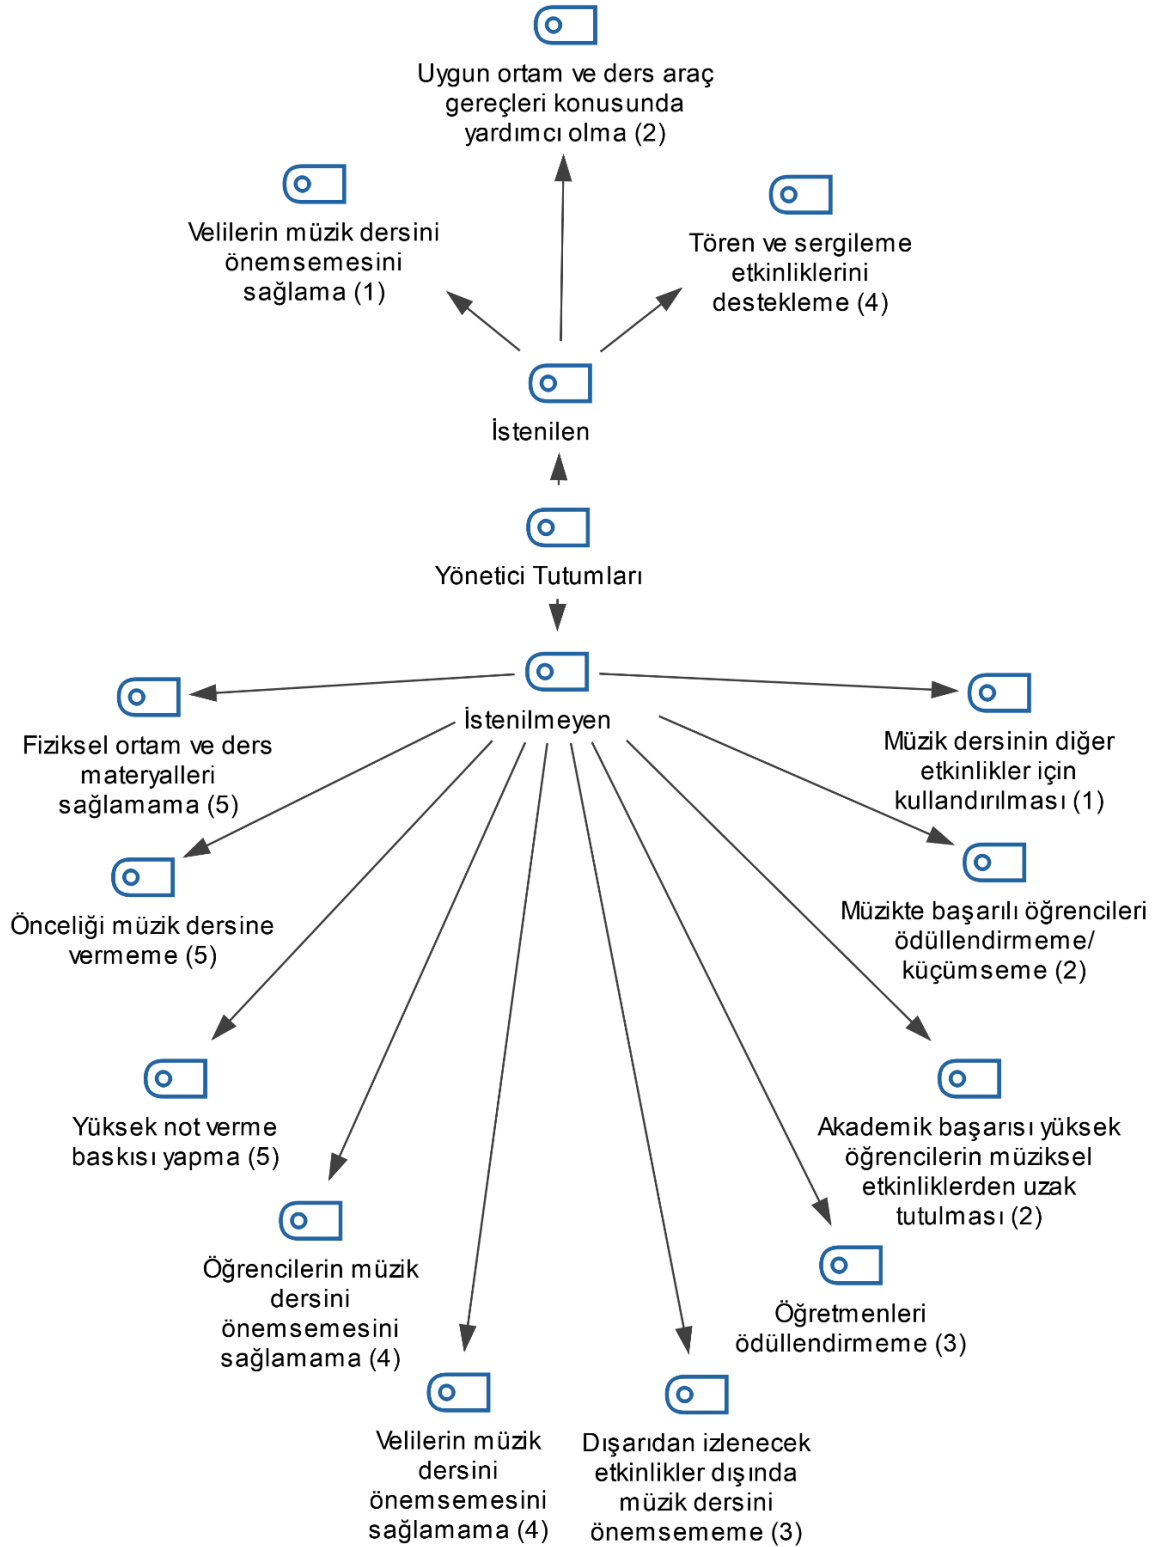 Uygun ortam ve ders araç
gereçleri konusunda
yardımcı olma (2)
Velilerin müzik dersini
önemsemesini
sağlama (1)
Tören ve sergileme
etkinliklerini
destekleme (4)
İstenilen
Yönetici Tutumları
İstenilmeyen
Fiziksel ortam ve ders
materyalleri
sağlamama (5)
Müzik dersinin diğer
etkinlikler için
kullandırılması (1)
Önceliği müzik dersine
vermeme (5)
Müzikte başarılı öğrencileri
ödüllendirmeme/
küçümseme (2)
Yüksek not verme
baskısı yapma (5)
Akademik başarısı yüksek
öğrencilerin müziksel
etkinliklerden uzak
tutulması (2)
Öğrencilerin müzik
dersini
önemsemesini
sağlamama (4)
Öğretmenleri
ödüllendirmeme (3)
Velilerin müzik
dersini
önemsemesini
sağlamama (4)
Dışarıdan izlenecek
etkinlikler dışında
müzik dersini
önemsememe (3)